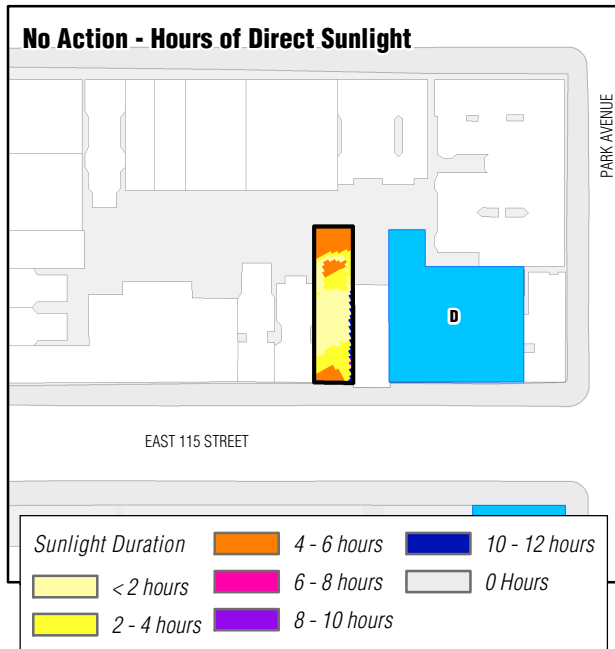 No Action - Hours of Direct Sunlight
PARK AVENUE
D
EAST 115 STREET
Sunlight Duration
< 2 hours
2 - 4 hours
4 - 6 hours
6 - 8 hours
8 - 10 hours
10 - 12 hours
0 Hours